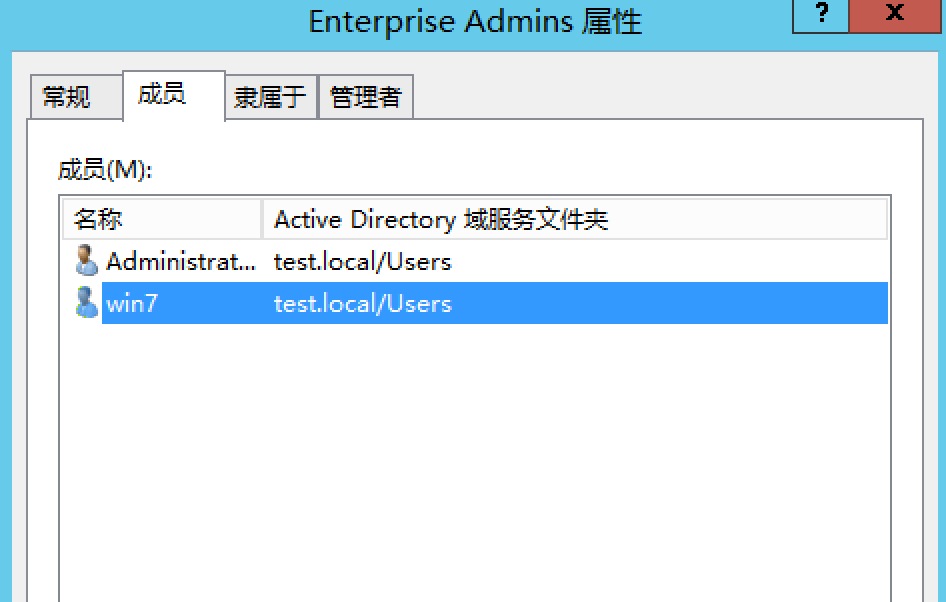 Enterprise Admins 属性
? X
常规 成员 隶属于 管理者
成员(M):
名称 Active Directory 域服务文件夹
Administrat... test.local/Users
win7 test.local/Users